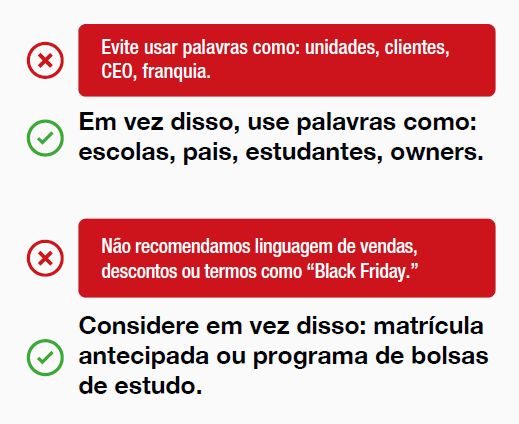 Evite usar palavras como: unidades, clientes,
CEO, franquia.
Em vez disso, use palavras como:
escolas, pais, estudantes, owners.
Não recomendamos linguagem de vendas,
descontos ou termos como “Black Friday.”
Considere em vez disso: matrícula
antecipada ou programa de bolsas
de estudo.